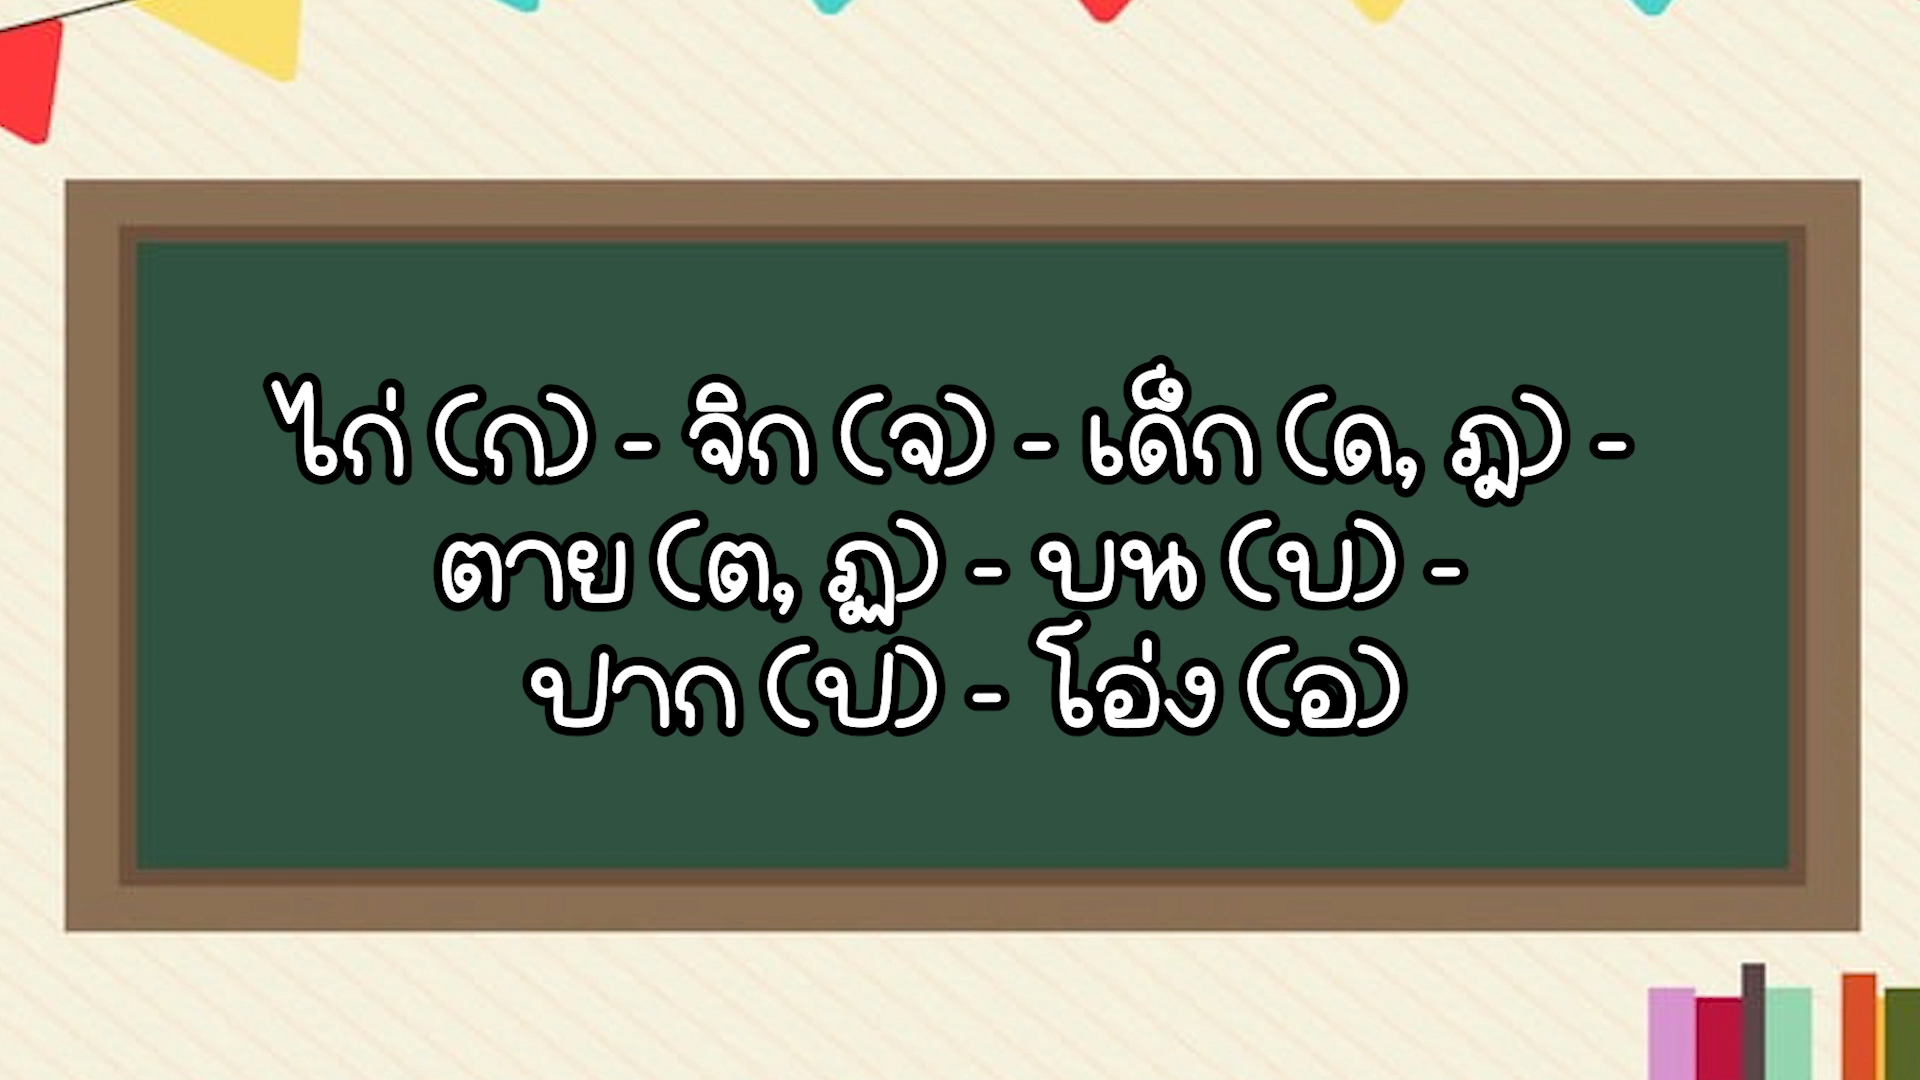 ไก่ (ก) - จิก (จ) - เด็ก (ด, ฎ) -
ตาย (ต, ฏ) - บน (บ) -
ปาก (ป) - โอ่ง (อ)